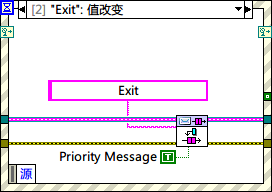 [2] "Exit": 值改变
Exit
Priority Message T
源